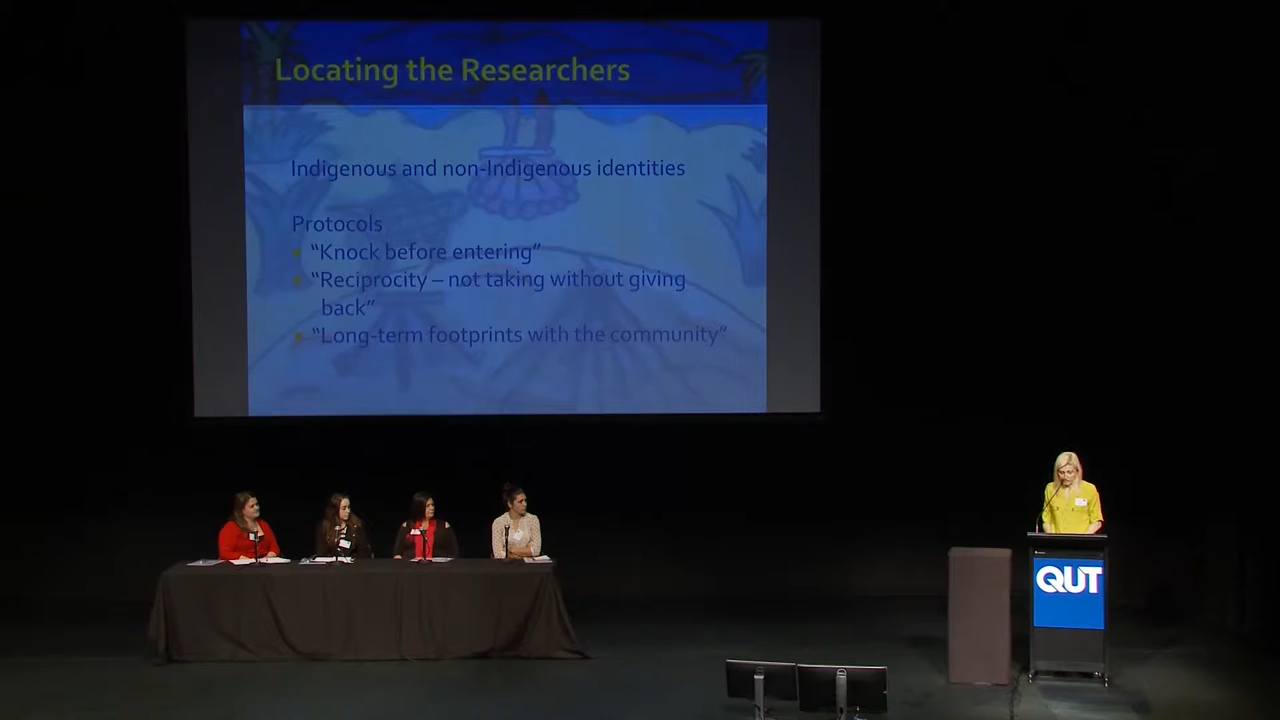 Locating the Researchers
Indigenous and non-Indigenous identities
Protocols
"Knock before entering"
"Reciprocity – not taking without giving
back"
"Long-term footprints with the community"
QUT